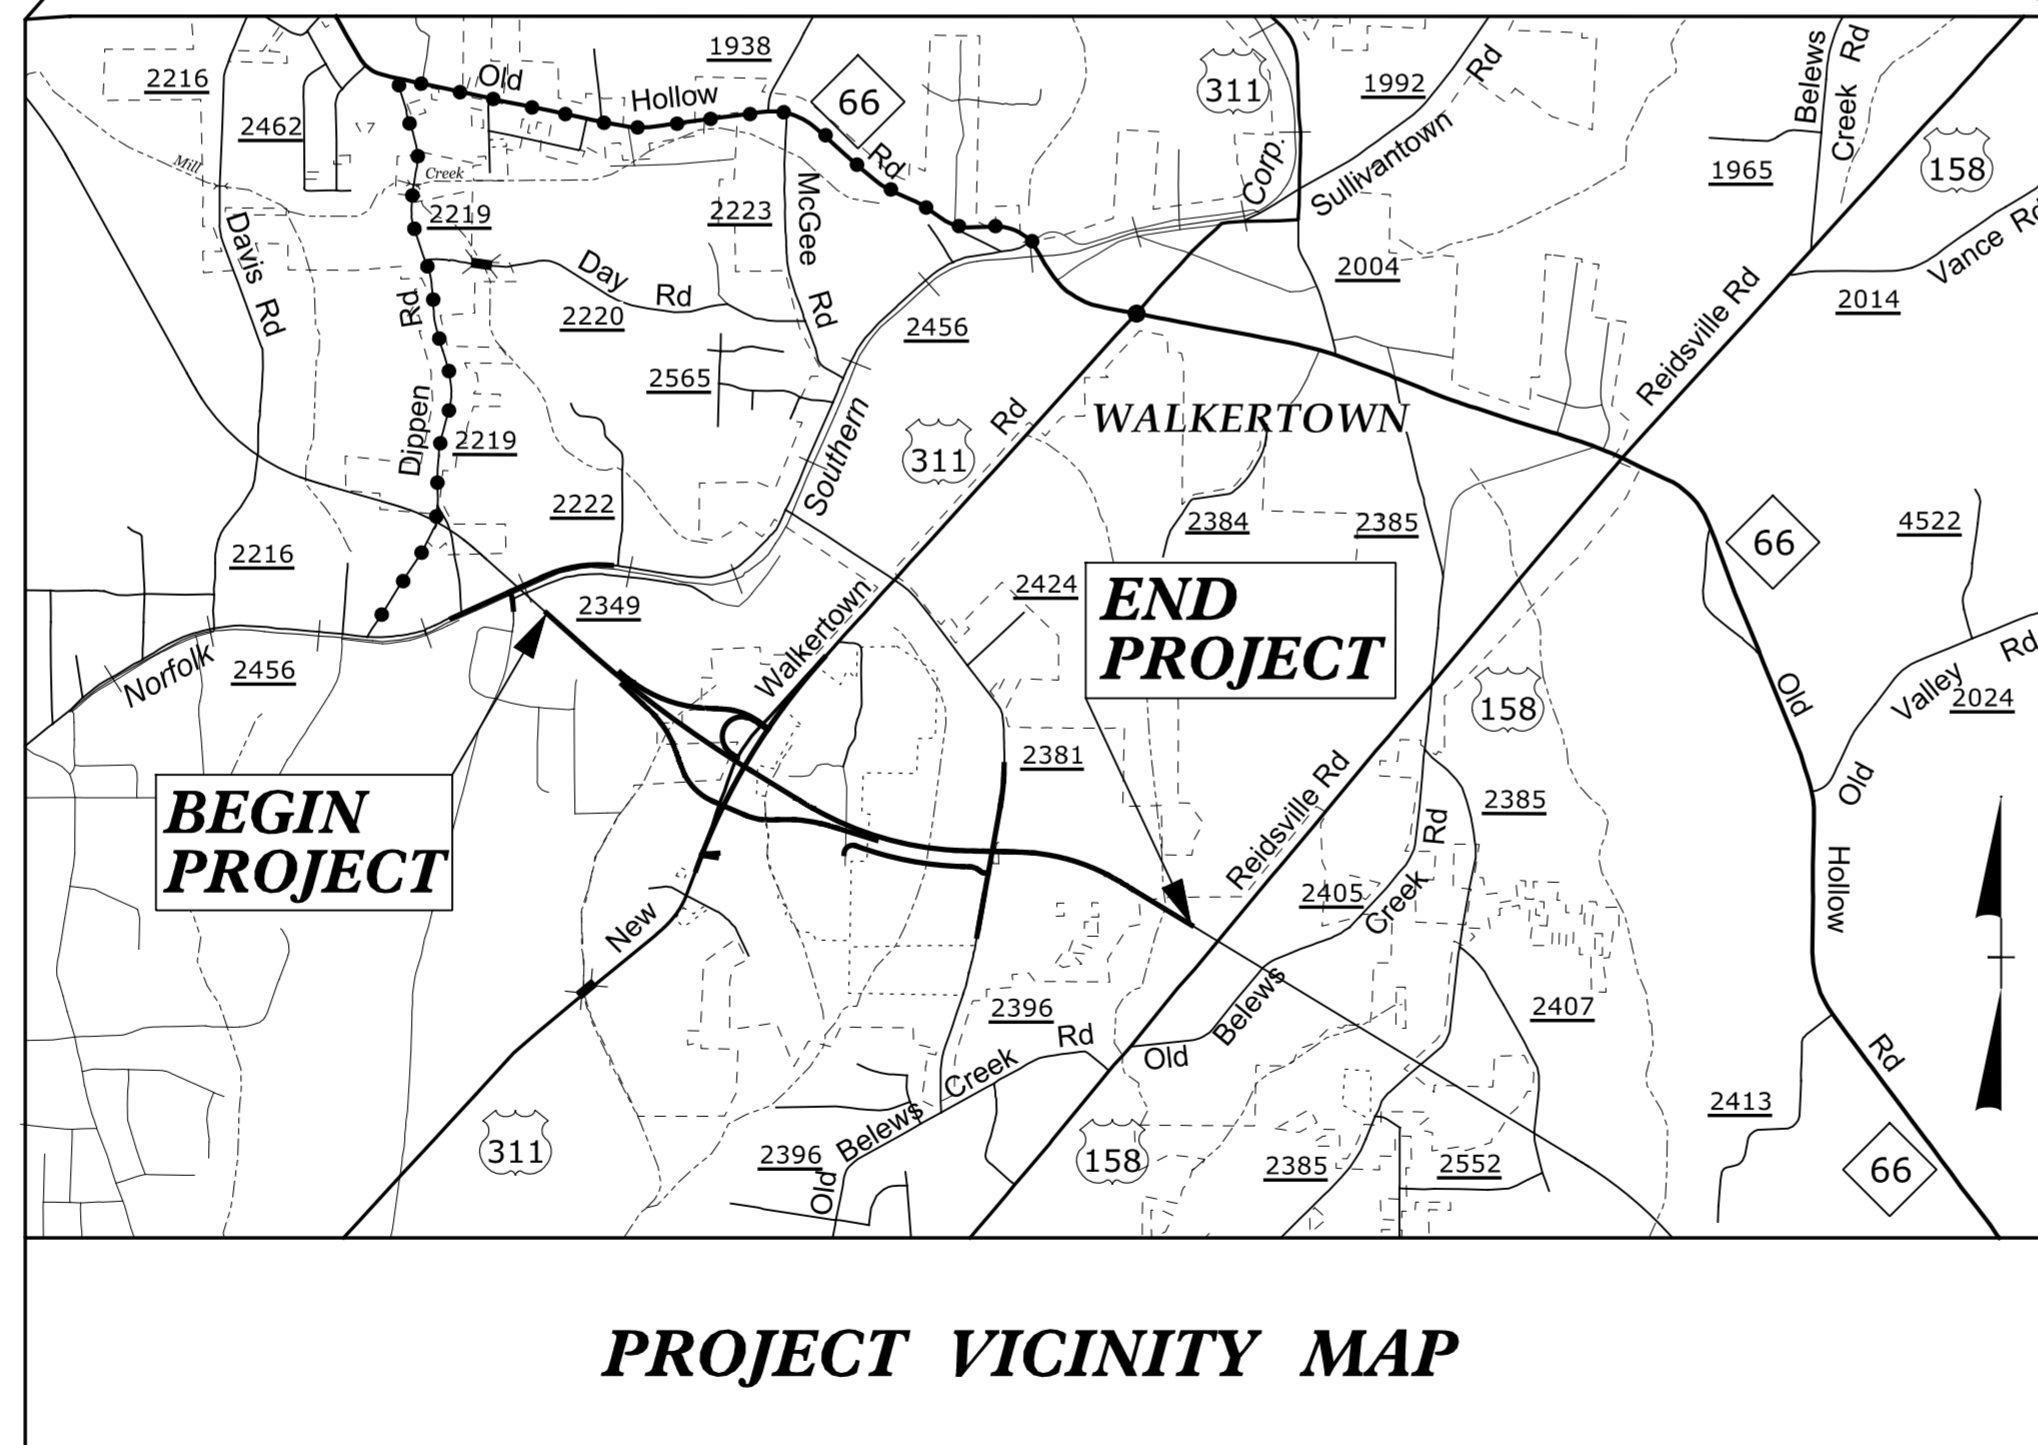 1938
Old
Hollow
66
Rd
2216
2462
Mill
Creek
2219
2223
McGee
Rd
Davis Rd
Day
Rd
2220
Rd
Dippen
2219
2565
2456
311
Corp.
1992
Rd
Sullivantown
2004
Belews
Creek Rd
1965
158
Vance Rd
2014
Reidsville Rd
WALKERTOWN
Southern
311
Rd
2222
2384
2385
66
4522
2216
2349
2424
END
PROJECT
Norfolk
2456
Walkertown
158
Old
Valley
Rd
2024
Old
BEGIN
PROJECT
2381
Reidsville Rd
2385
Rd
2405
Creek
Hollow
New
2396
Rd
Creek
Belews
Old
Old
Belews
2407
Rd
2413
311
2396
158
2385
2552
66
PROJECT VICINITY MAP